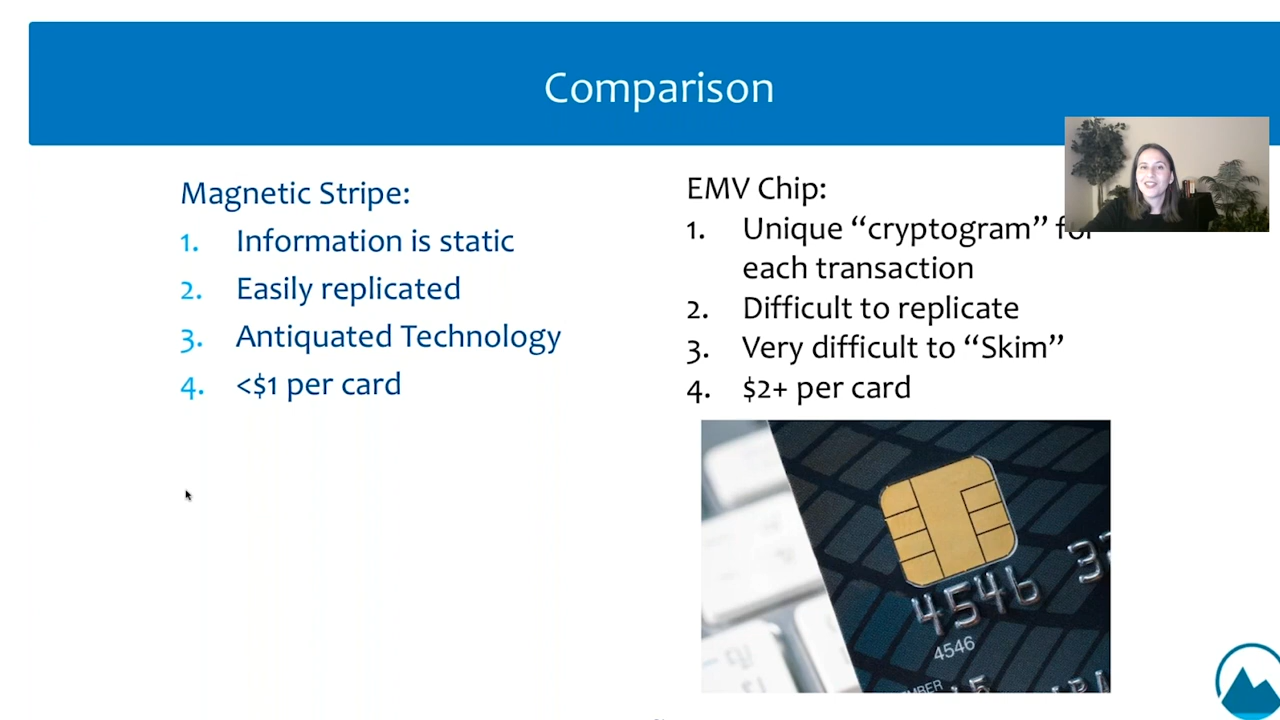 Comparison
Magnetic Stripe:
1. Information is static
2. Easily replicated
3. Antiquated Technology
4. <$1 per card
EMV Chip:
1. Unique “cryptogram” for
each transaction
2. Difficult to replicate
3. Very difficult to “Skim”
4. $2+ per card
4546
4546